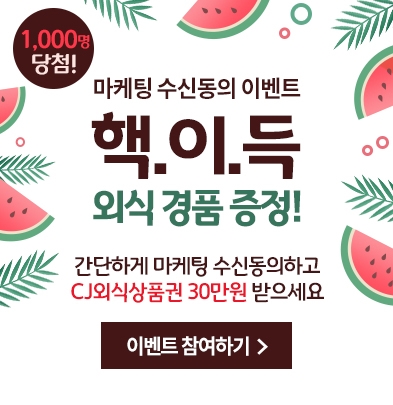 1,000명
당첨!
마케팅 수신동의 이벤트
핵.이.득
외식 경품 증정!
간단하게 마케팅 수신동의하고
CJ외식상품권 30만원 받으세요
이벤트 참여하기 >